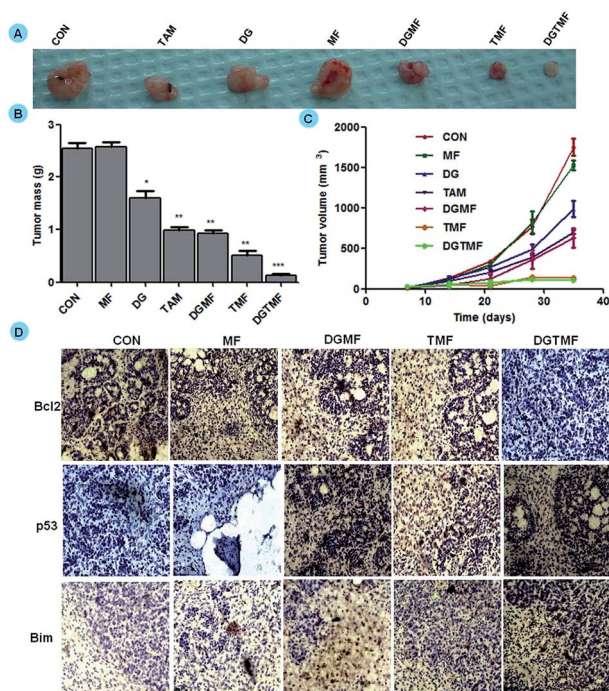 A
CON TAM DG MF DGMF TMF DGTMF
B
Tumor mass (g)
3
2
1
0
* ** ** ** ***
CON MF DG TAM DGMF TMF DGTMF
C
Tumor volume (mm 3)
2000
1500
1000
500
0
CON
MF
DG
TAM
DGMF
TMF
DGTMF
0 10 20 30 40
Time (days)
D
CON MF DGMF TMF DGTMF
Bcl2
p53
Bim